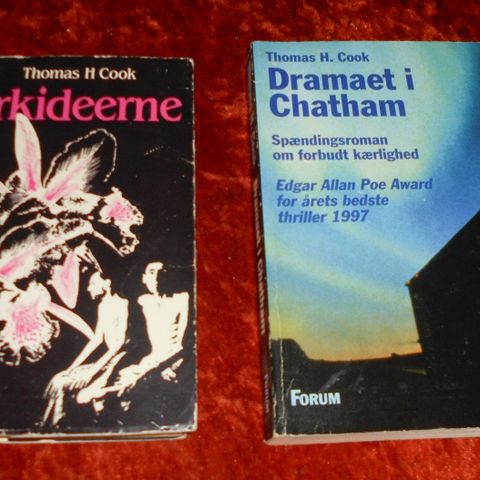 Thomas H Cook
rkideerne
Thomas H. Cook
Dramaet i
Chatham
Spændingsroman
om forbudt kærlighed
Edgar Allan Poe Award
for årets bedste
thriller 1997
FORUM